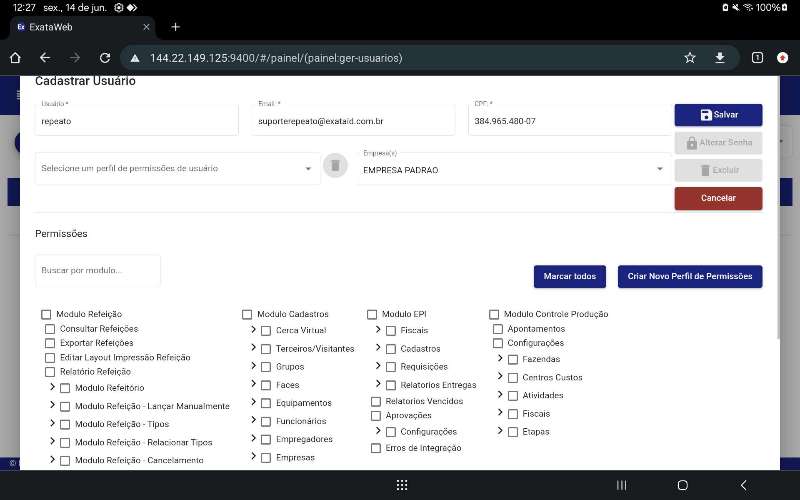 12:27 sex., 14 de jun.
100%
Ex ExataWeb
144.22.149.125:9400/#/painel/(painel:ger-usuarios)
1
Cadastrar Usuário
Usuário *
repeato
Email: *
suporterepeato@exataid.com.br
CPF: *
384.965.480-07
Salvar
Alterar Senha
Selecione um perfil de permissões de usuário
Empresa(s)
EMPRESA PADRAO
Excluir
Cancelar
Permissões
Buscar por modulo...
Marcar todos
Criar Novo Perfil de Permissões
Modulo Refeição
Consultar Refeições
Exportar Refeições
Editar Layout Impressão Refeição
Relatório Refeição
Modulo Refeitório
Modulo Refeição - Lançar Manualmente
Modulo Refeição - Tipos
Modulo Refeição - Relacionar Tipos
Modulo Refeição - Cancelamento
Modulo Cadastros
Cerca Virtual
Terceiros/Visitantes
Grupos
Faces
Equipamentos
Funcionários
Empregadores
Empresas
Modulo EPI
Fiscais
Cadastros
Requisições
Relatorios Entregas
Relatorios Vencidos
Aprovações
Configurações
Erros de Integração
Modulo Controle Produção
Apontamentos
Configurações
Fazendas
Centros Custos
Atividades
Fiscais
Etapas